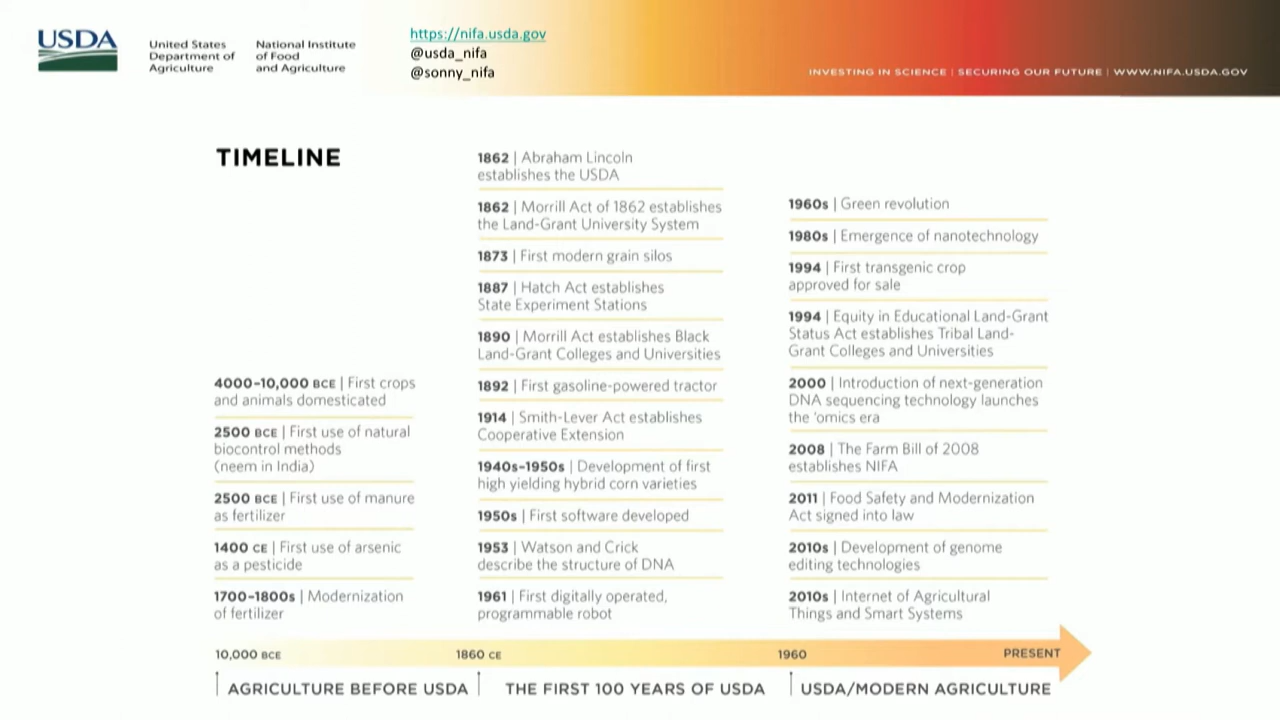 USDA
United States
Department of
Agriculture
National Institute
of Food
and Agriculture
https://nifa.usda.gov
@usda_nifa
@sonny_nifa
INVESTING IN SCIENCE | SECURING OUR FUTURE | WWW.NIFA.USDA.GOV
TIMELINE
4000–10,000 BCE | First crops
and animals domesticated
2500 BCE | First use of natural
biocontrol methods
(neem in India)
2500 BCE | First use of manure
as fertilizer
1400 CE | First use of arsenic
as a pesticide
1700–1800s | Modernization
of fertilizer
1862 | Abraham Lincoln
establishes the USDA
1862 | Morrill Act of 1862 establishes
the Land-Grant University System
1873 | First modern grain silos
1887 | Hatch Act establishes
State Experiment Stations
1890 | Morrill Act establishes Black
Land-Grant Colleges and Universities
1892 | First gasoline-powered tractor
1914 | Smith-Lever Act establishes
Cooperative Extension
1940s–1950s | Development of first
high yielding hybrid corn varieties
1950s | First software developed
1953 | Watson and Crick
describe the structure of DNA
1961 | First digitally operated,
programmable robot
1960s | Green revolution
1980s | Emergence of nanotechnology
1994 | First transgenic crop
approved for sale
1994 | Equity in Educational Land-Grant
Status Act establishes Tribal Land-
Grant Colleges and Universities
2000 | Introduction of next-generation
DNA sequencing technology launches
the 'omics era
2008 | The Farm Bill of 2008
establishes NIFA
2011 | Food Safety and Modernization
Act signed into law
2010s | Development of genome
editing technologies
2010s | Internet of Agricultural
Things and Smart Systems
10,000 BCE
1860 CE
1960
PRESENT
AGRICULTURE BEFORE USDA
THE FIRST 100 YEARS OF USDA
USDA/MODERN AGRICULTURE